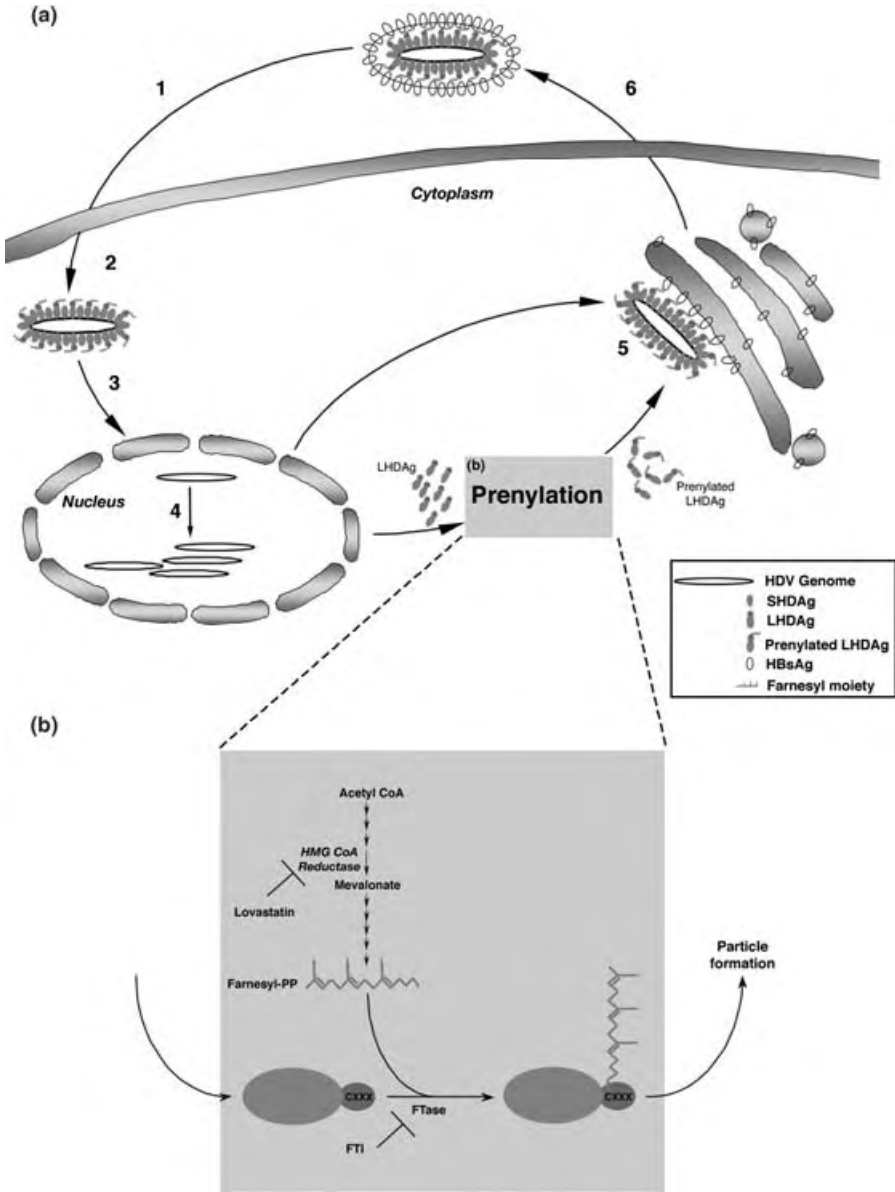 (a)
1
6
Cytoplasm
2
3
5
LHDAg
(b)
Prenylation
Prenylated
LHDAg
Nucleus
4
HDV Genome
SHDAg
LHDAg
Prenylated LHDAg
HBsAg
Farnesyl moiety
(b)
Acetyl CoA
HMG CoA
Reductase
Mevalonate
Lovastatin
Farnesyl-PP
Particle
formation
CXXX
FTase
CXXX
FTI